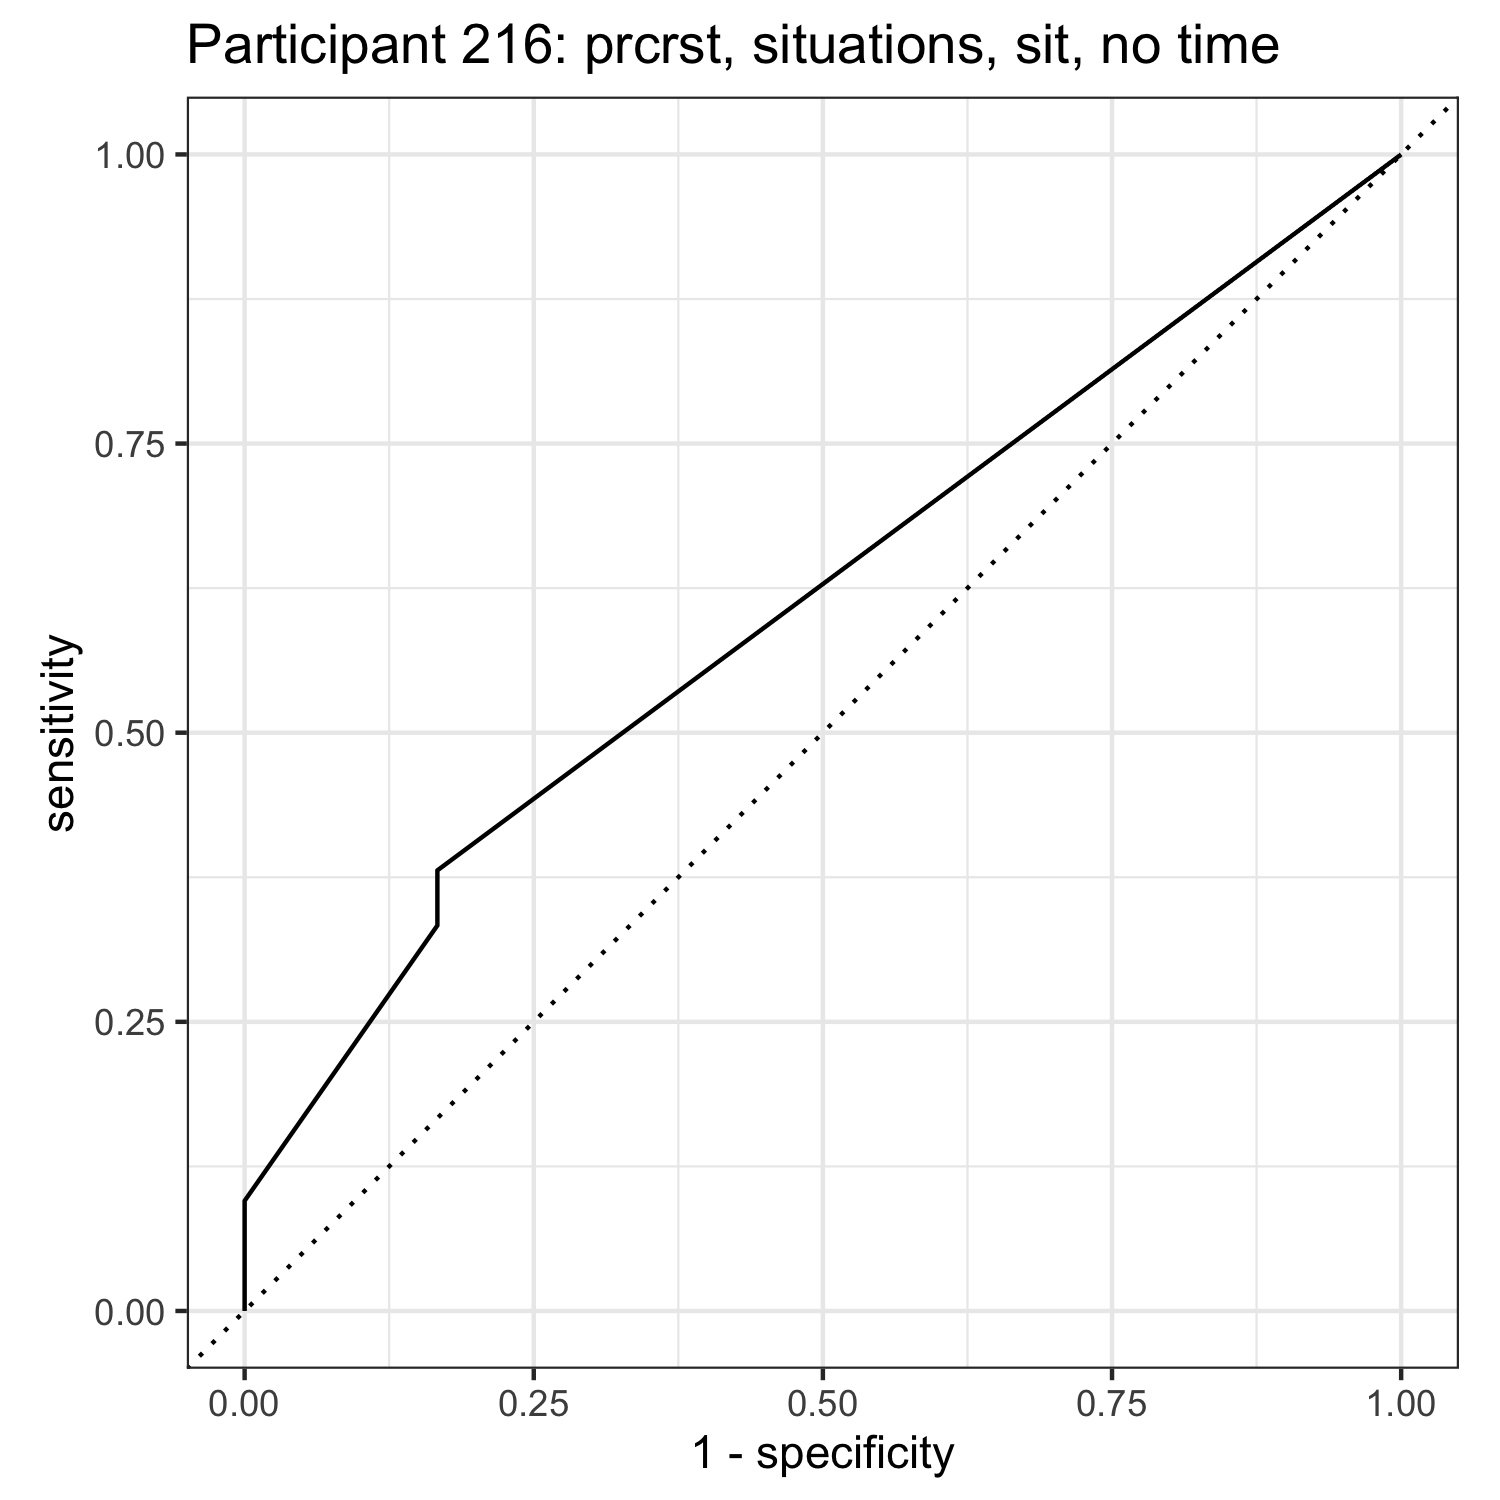 Participant 216: prcrst, situations, sit, no time
1.00
0.75
0.50
0.25
0.00
sensitivity
0.00 0.25 0.50 0.75 1.00
1 - specificity